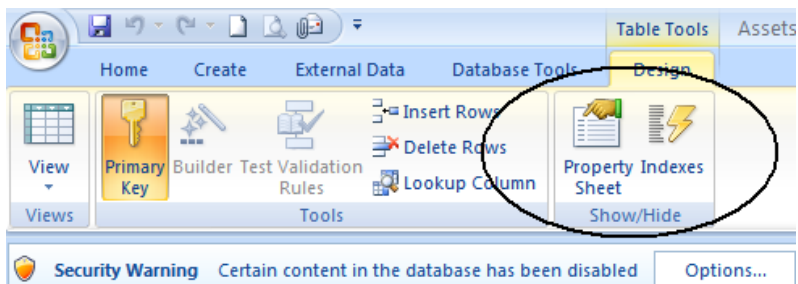 Table Tools Assets
Home Create External Data Database Tools Design
View
Views
Primary Key
Builder
Test Validation Rules
Insert Rows
Delete Rows
Lookup Column
Tools
Property Sheet
Indexes
Show/Hide
Security Warning Certain content in the database has been disabled Options...